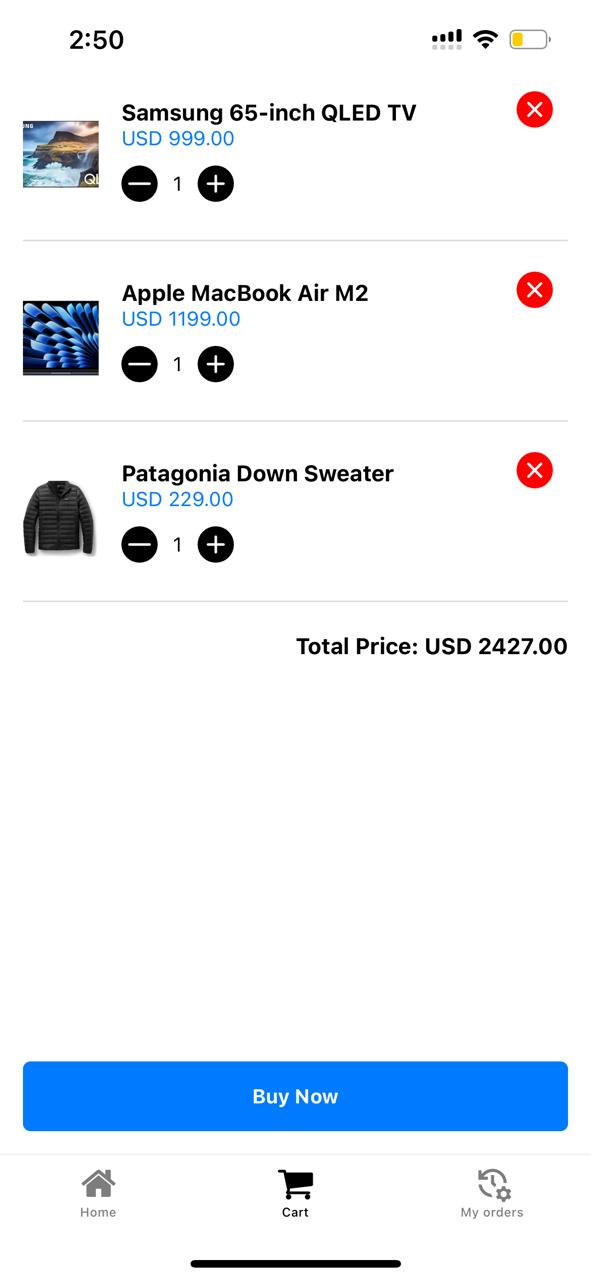 2:50
Samsung 65-inch QLED TV
USD 999.00
1
Apple MacBook Air M2
USD 1199.00
1
Patagonia Down Sweater
USD 229.00
1
Total Price: USD 2427.00
Buy Now
Home
Cart
My orders